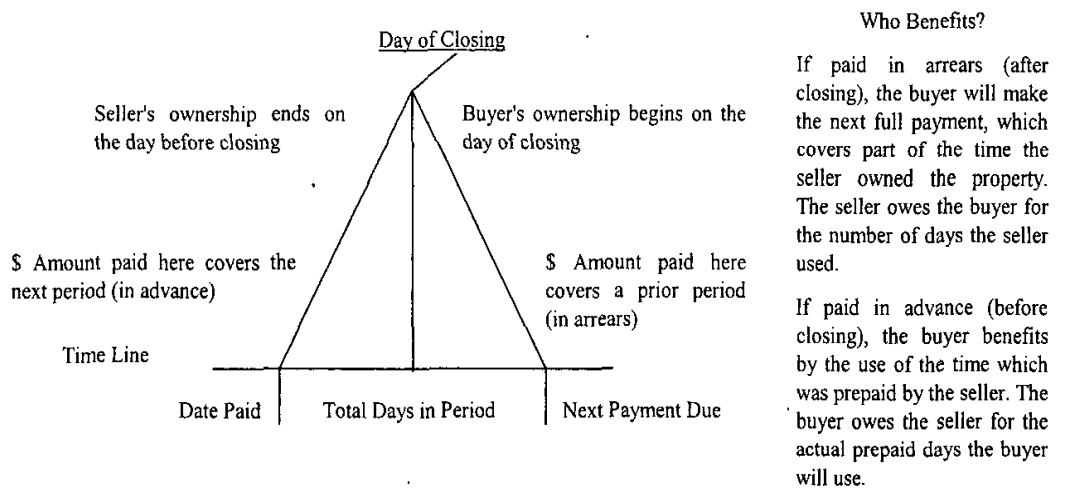 Day of Closing
Seller's ownership ends on
the day before closing
Buyer's ownership begins on the
day of closing
$ Amount paid here covers the
next period (in advance)
$ Amount paid here
covers a prior period
(in arrears)
Time Line
Date Paid
Total Days in Period
Next Payment Due
Who Benefits?
If paid in arrears (after
closing), the buyer will make
the next full payment, which
covers part of the time the
seller owned the property.
The seller owes the buyer for
the number of days the seller
used.
If paid in advance (before
closing), the buyer benefits
by the use of the time which
was prepaid by the seller. The
buyer owes the seller for the
actual prepaid days the buyer
will use.